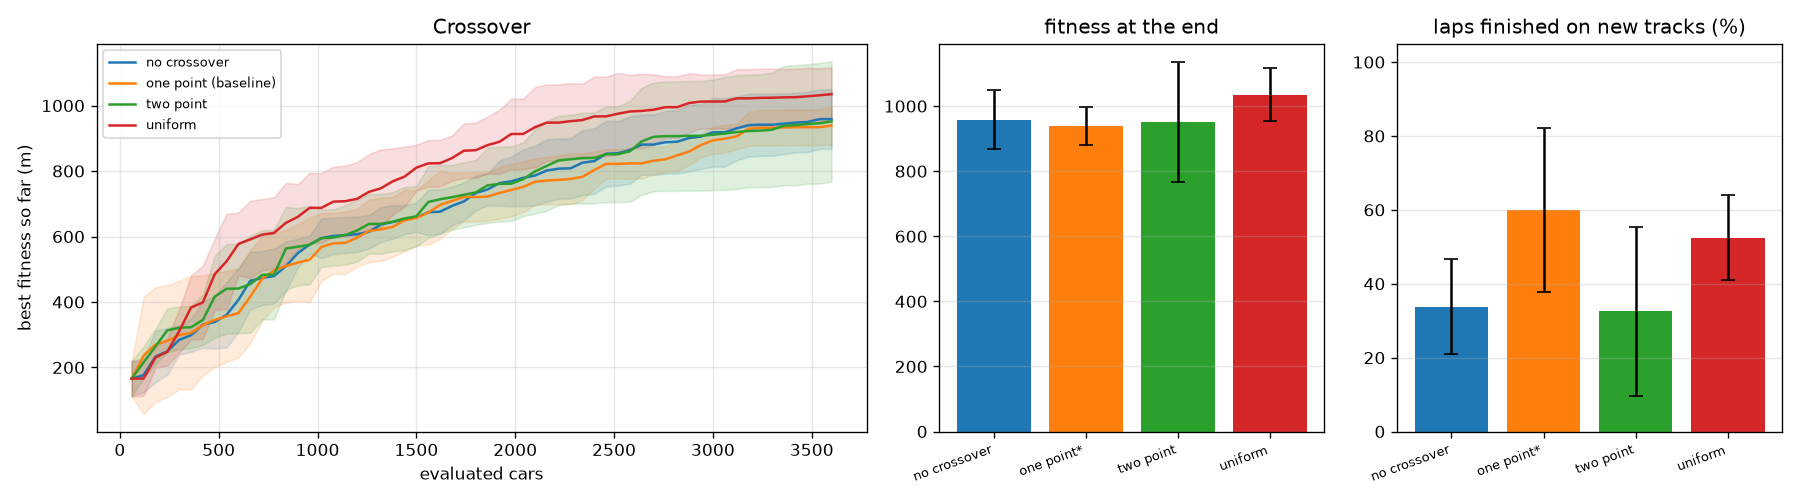 Crossover
no crossover
one point (baseline)
two point
uniform
best fitness so far (m)
1000
800
600
400
200
0 500 1000 1500 2000 2500 3000 3500
evaluated cars
fitness at the end
1000
800
600
400
200
0
no crossover one point* two point uniform
laps finished on new tracks (%)
100
80
60
40
20
0
no crossover one point* two point uniform